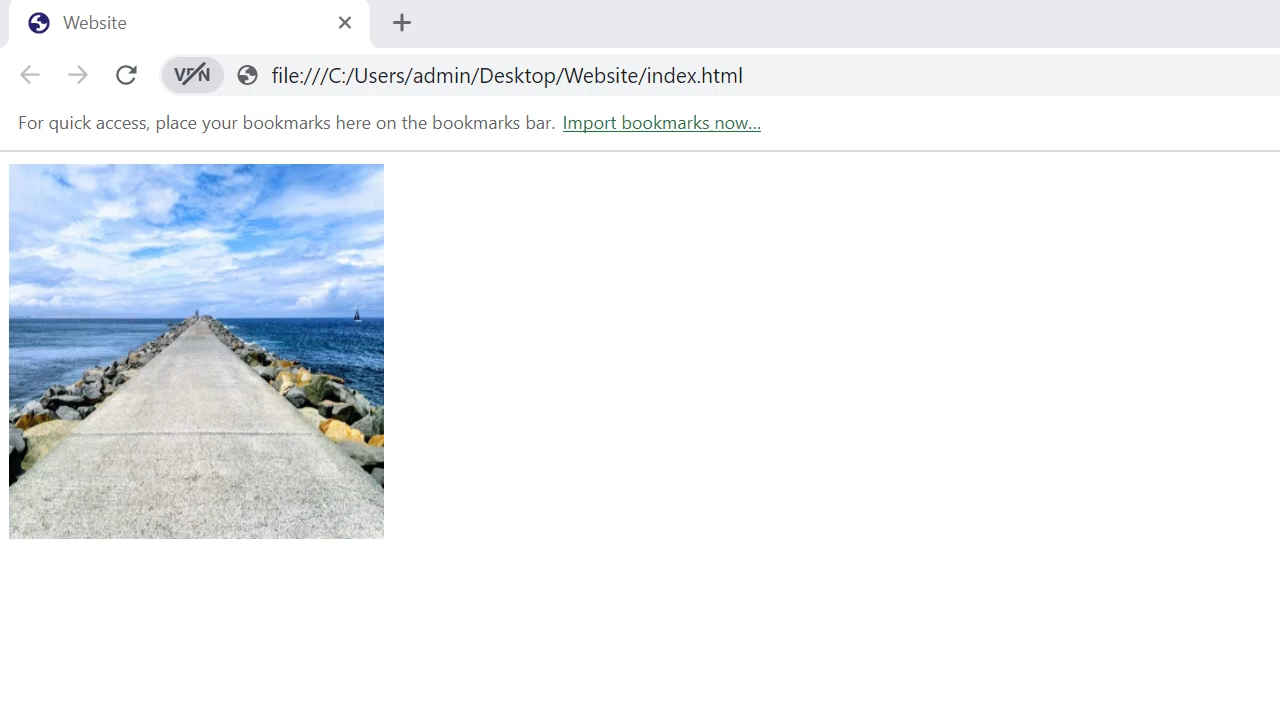 Website
VPN
file:///C:/Users/admin/Desktop/Website/index.html
For quick access, place your bookmarks here on the bookmarks bar. Import bookmarks now...